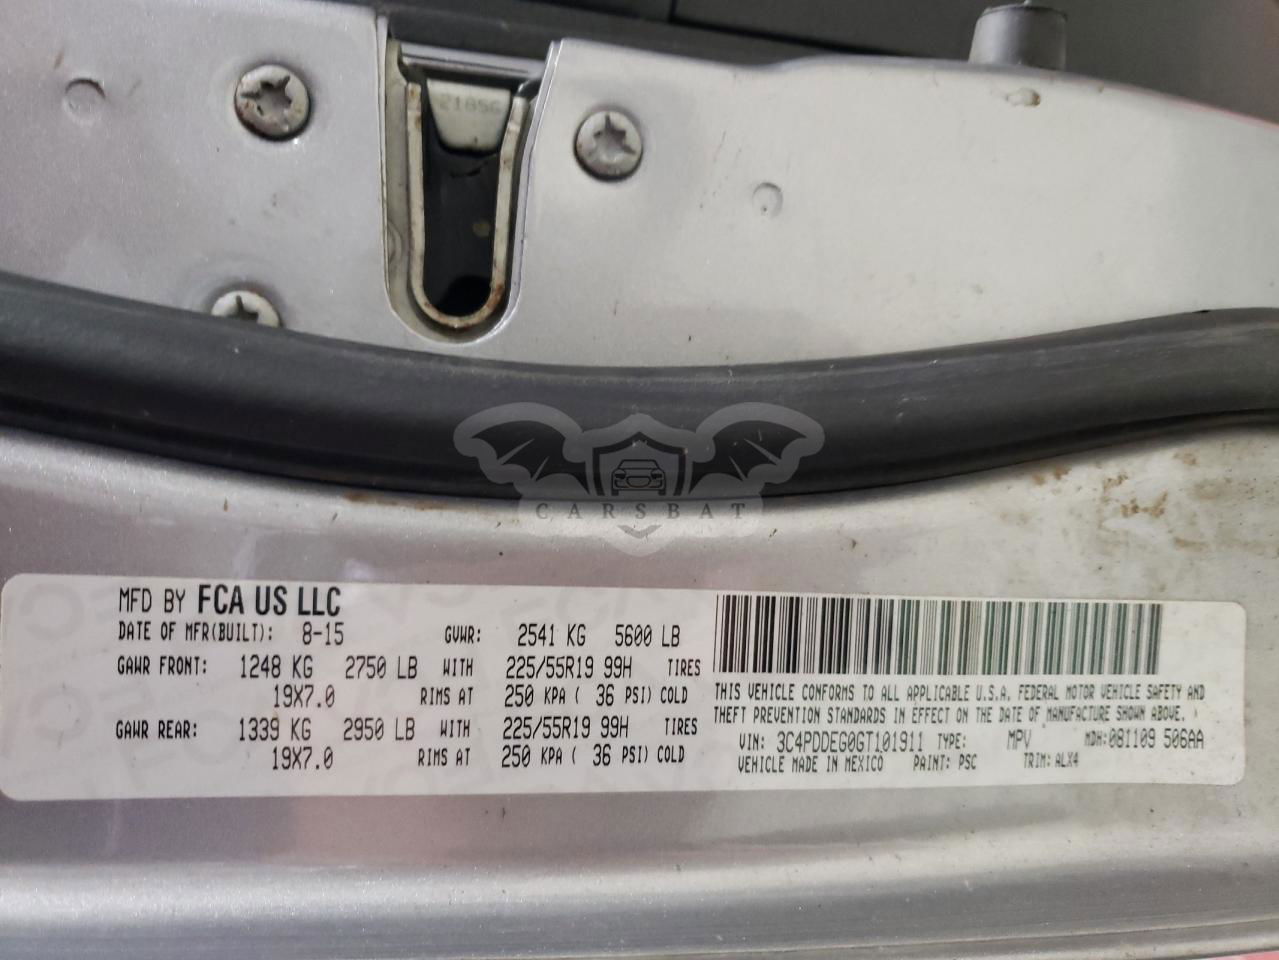 2185G
CARSBAT
MFD BY FCA US LLC
DATE OF MFR(BUILT): 8-15 GVWR: 2541 KG 5600 LB
GAWR FRONT: 1248 KG 2750 LB WITH 225/55R19 99H TIRES
19X7.0 RIMS AT 250 KPA ( 36 PSI) COLD
GAWR REAR: 1339 KG 2950 LB WITH 225/55R19 99H TIRES
19X7.0 RIMS AT 250 KPA ( 36 PSI) COLD
THIS VEHICLE CONFORMS TO ALL APPLICABLE U.S.A. FEDERAL MOTOR VEHICLE SAFETY AND
THEFT PREVENTION STANDARDS IN EFFECT ON THE DATE OF MANUFACTURE SHOWN ABOVE.
VIN: 3C4PDDEG0GT101911 TYPE: MPV MDH: 081109 506AA
VEHICLE MADE IN MEXICO PAINT: PSC TRIM: ALX4